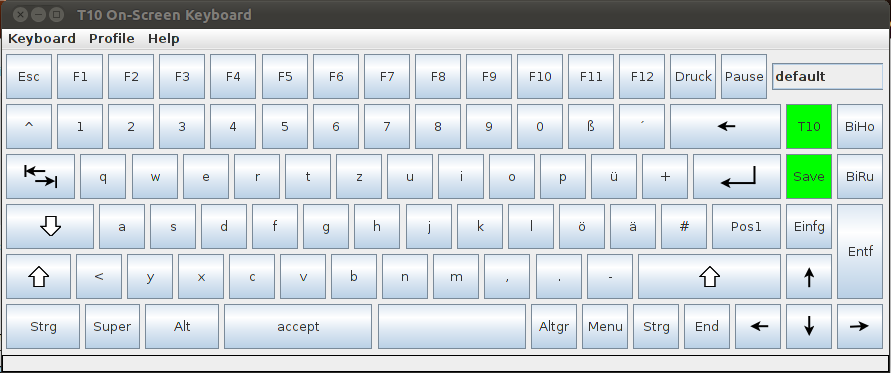 T10 On-Screen Keyboard
Keyboard Profile Help
Esc F1 F2 F3 F4 F5 F6 F7 F8 F9 F10 F11 F12 Druck Pause default
^ 1 2 3 4 5 6 7 8 9 0 ß ´ ← T10 BiHo
q w e r t z u i o p ü + Save BiRu
a s d f g h j k l ö ä # Pos1 Einfg
Entf
< y x c v b n m , . - ↑
Strg Super Alt accept Altgr Menu Strg End ← ↓ →